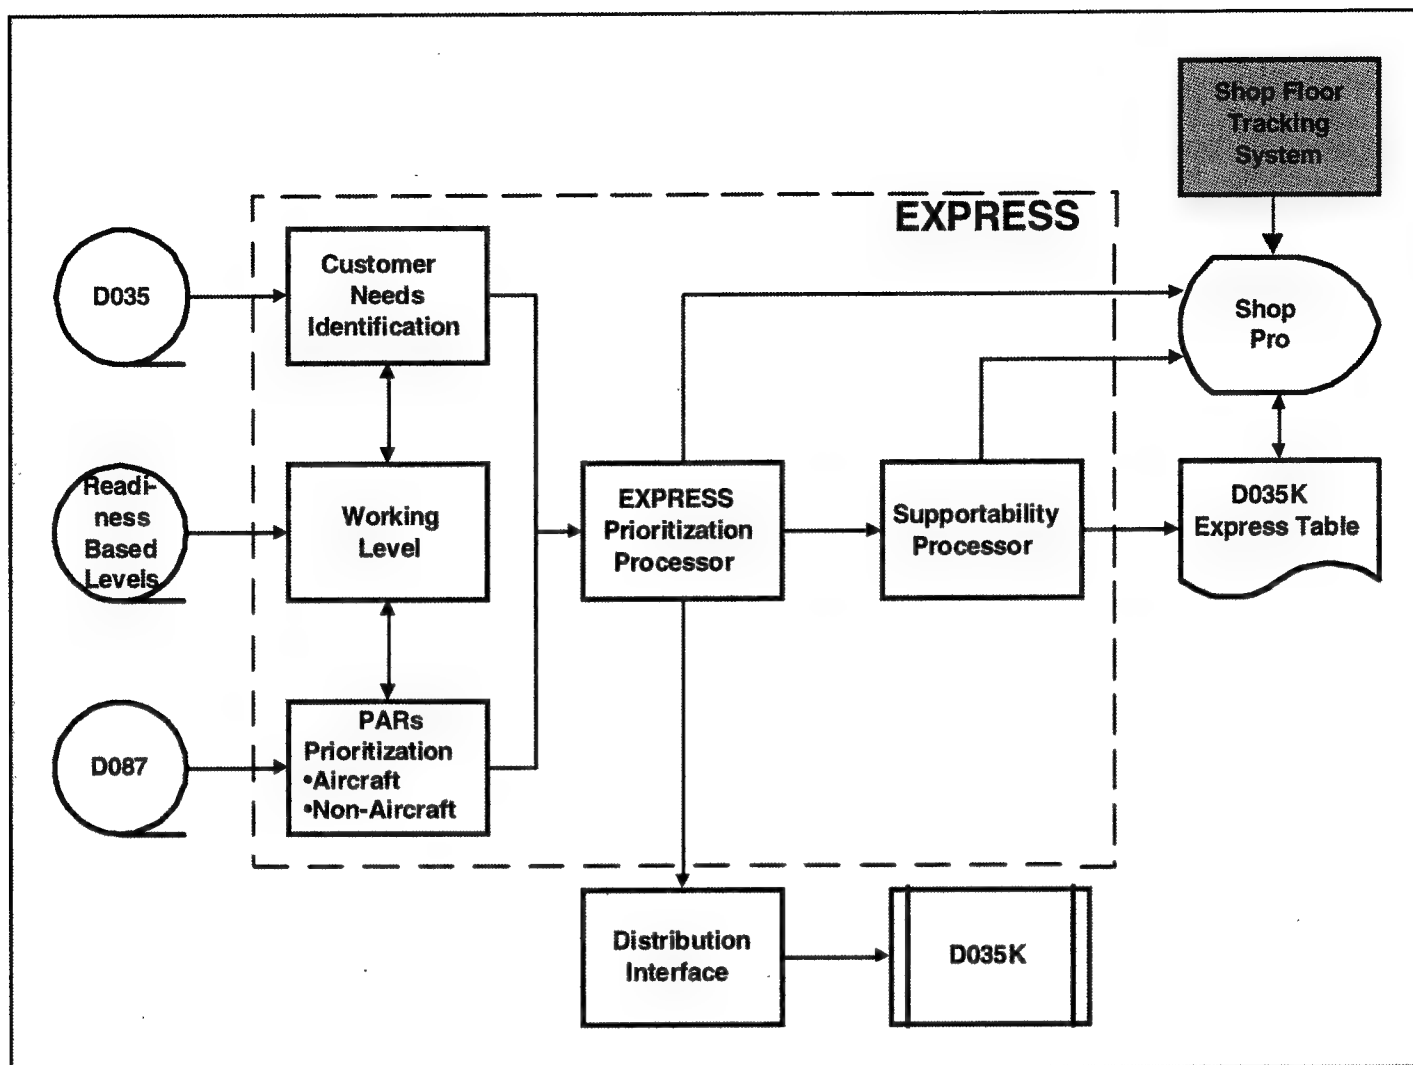 Shop Floor
Tracking
System
EXPRESS
D035
Customer
Needs
Identification
Shop
Pro
Readi-
ness
Based
Levels
Working
Level
EXPRESS
Prioritization
Processor
Supportability
Processor
D035K
Express Table
D087
PARs
Prioritization
•Aircraft
•Non-Aircraft
Distribution
Interface
D035K